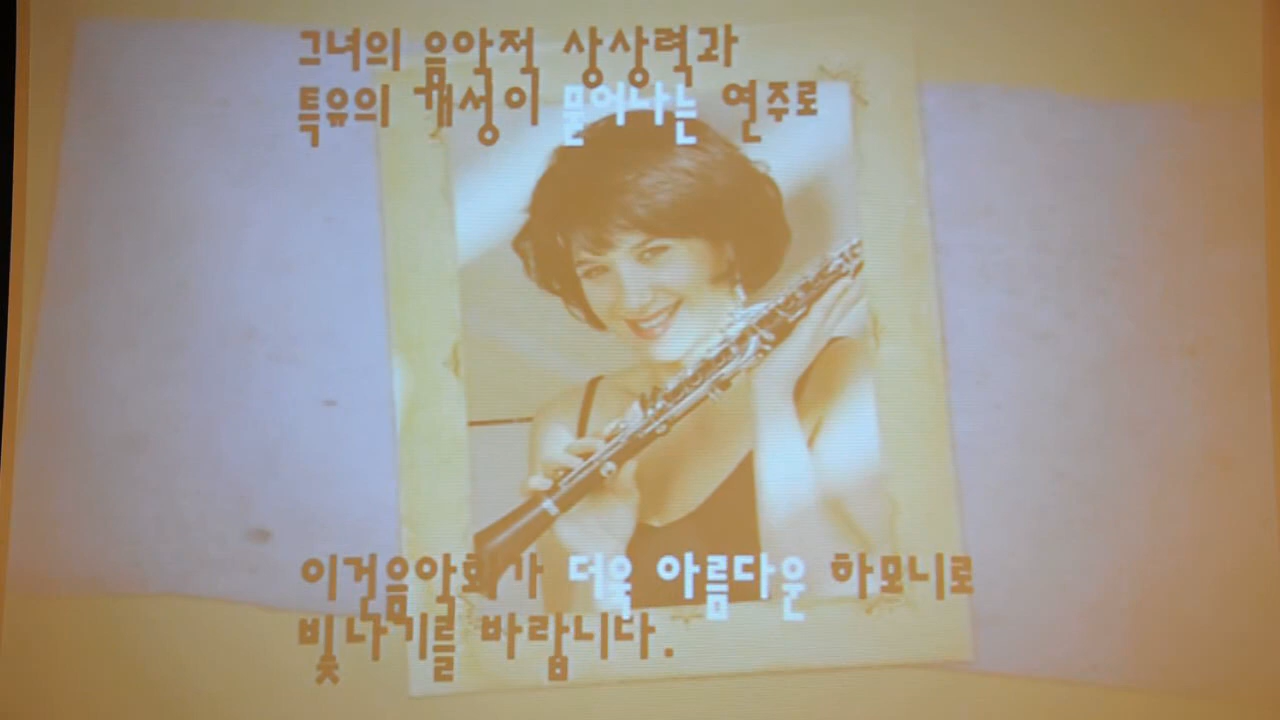 그녀의 음악적 상상력과
특유의 개성이 묻어나는 연주로
이건음악회가 더욱 아름다운 하모니로
빛나기를 바랍니다.